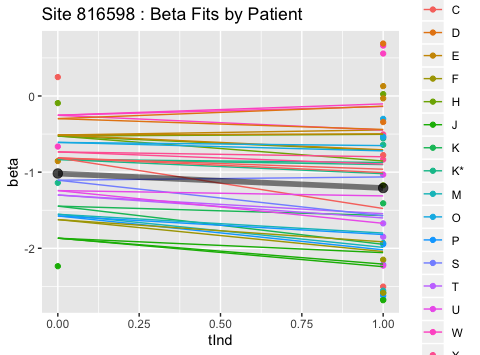 Site 816598 : Beta Fits by Patient
0
-1
-2
beta
0.00 0.25 0.50 0.75 1.00
tInd
C
D
E
F
H
J
K
K*
M
O
P
S
T
U
W